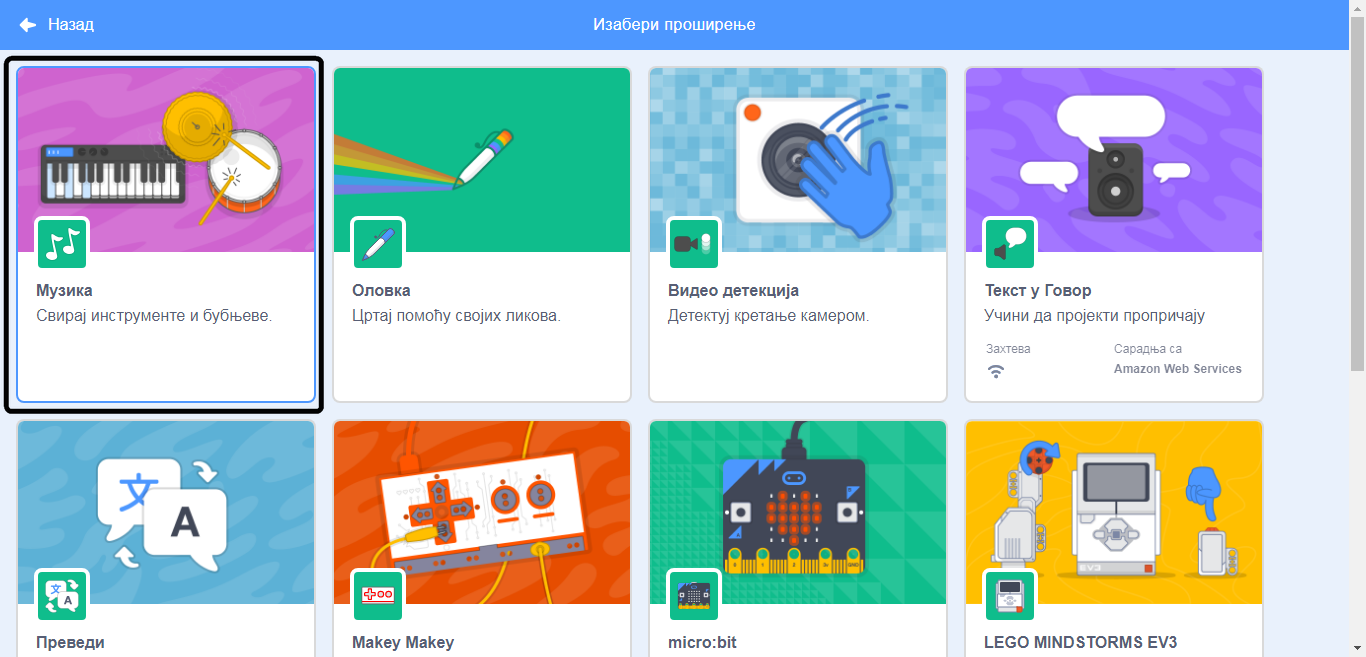 Назад
Изабери проширење
Музика
Свирај инструменте и бубњеве.
Оловка
Цртај помоћу својих ликова.
Видео детекција
Детектуј кретање камером.
Текст у Говор
Учини да пројекти пропричају
Захтева
Сарадња са
Amazon Web Services
文
A
EV3
文
A
Преведи
Makey Makey
micro:bit
LEGO MINDSTORMS EV3